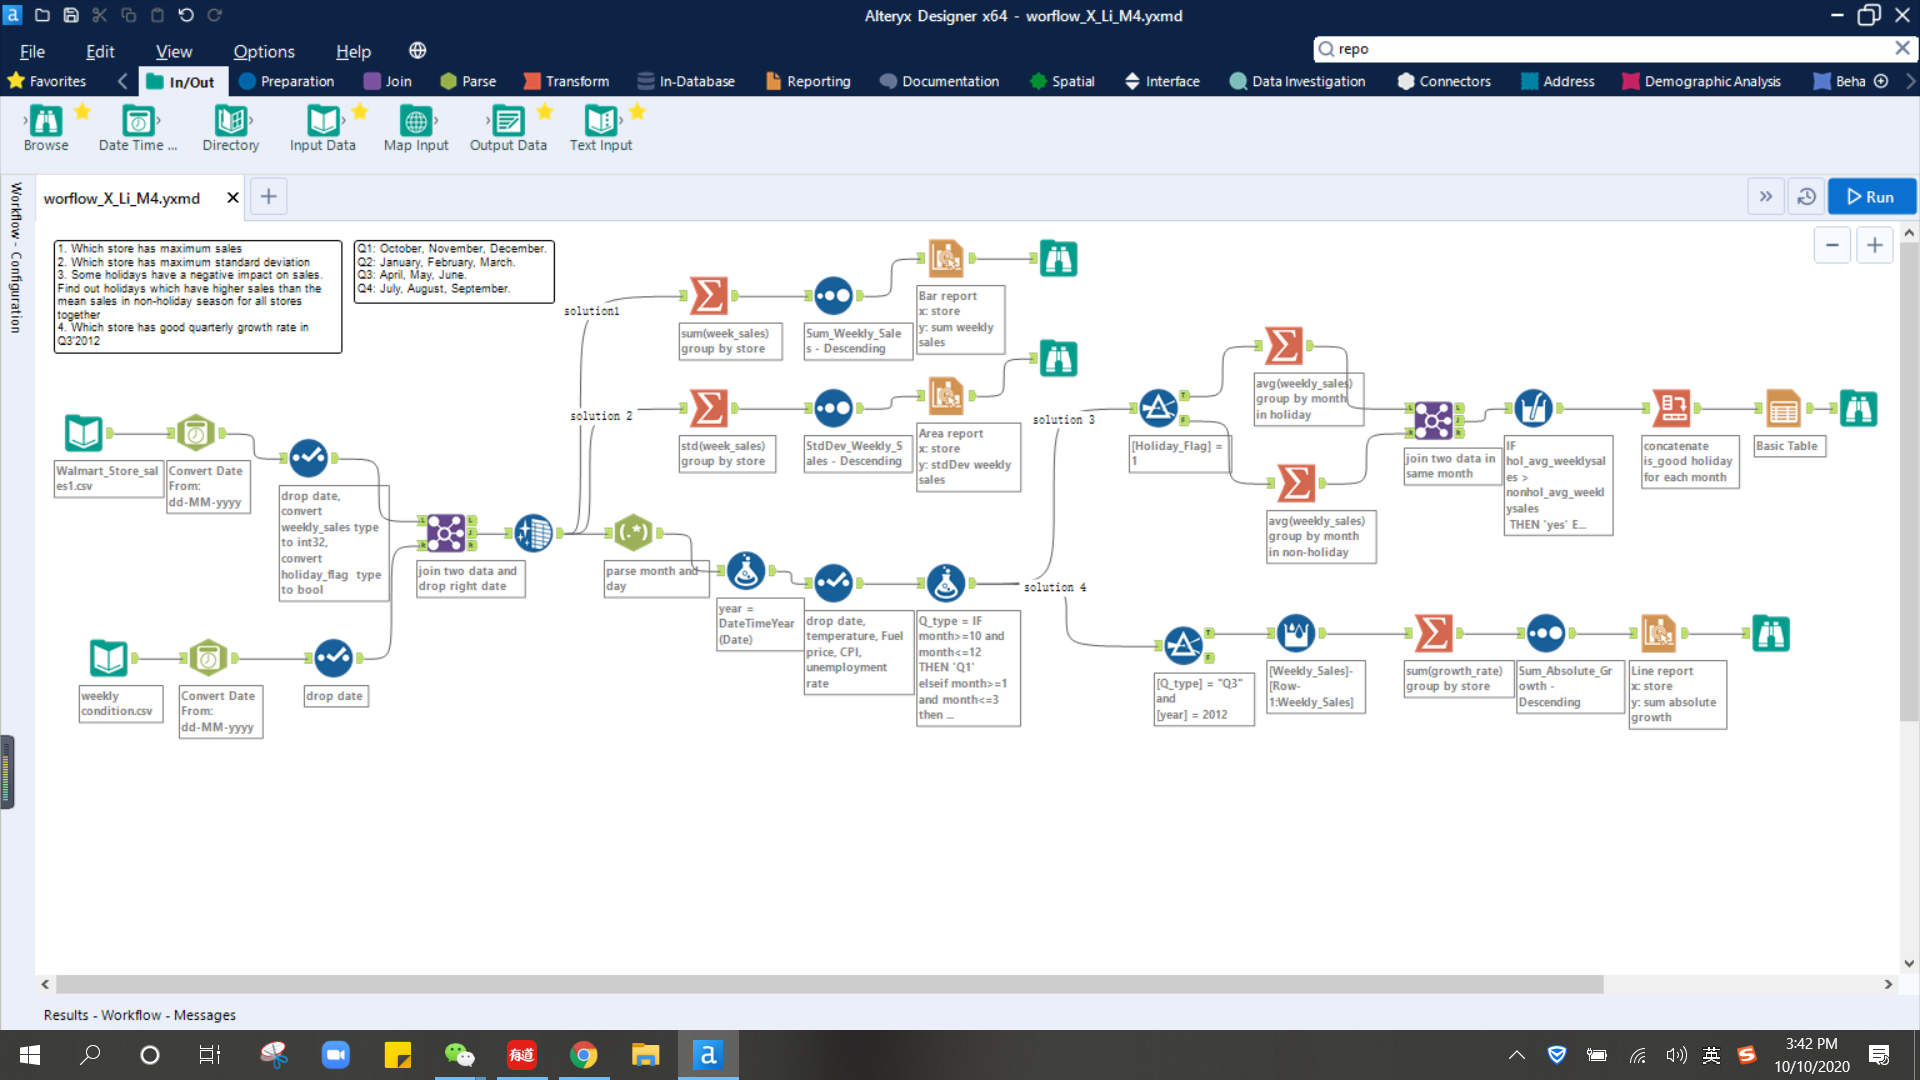 Alteryx Designer x64 - worflow_X_Li_M4.yxmd
File Edit View Options Help
repo
Favorites In/Out Preparation Join Parse Transform In-Database Reporting Documentation Spatial Interface Data Investigation Connectors Address Demographic Analysis Beha
Browse Date Time ... Directory Input Data Map Input Output Data Text Input
Workflow - Configuration
worflow_X_Li_M4.yxmd
Run
1. Which store has maximum sales
2. Which store has maximum standard deviation
3. Some holidays have a negative impact on sales.
Find out holidays which have higher sales than the
mean sales in non-holiday season for all stores
together
4. Which store has good quarterly growth rate in
Q3'2012
Q1: October, November, December.
Q2: January, February, March.
Q3: April, May, June.
Q4: July, August, September.
solution1
sum(week_sales)
group by store
Sum_Weekly_Sale
s - Descending
Bar report
x: store
y: sum weekly
sales
solution 2
std(week_sales)
group by store
StdDev_Weekly_S
ales - Descending
Area report
x: store
y: stdDev weekly
sales
solution 3
[Holiday_Flag] =
1
T
F
avg(weekly_sales)
group by month
in holiday
avg(weekly_sales)
group by month
in non-holiday
L
J
R
join two data in
same month
IF
hol_avg_weeklysal
es >
nonhol_avg_weekl
ysales
THEN 'yes' E...
concatenate
is_good holiday
for each month
Basic Table
Walmart_Store_sal
es1.csv
Convert Date
From:
dd-MM-yyyy
drop date,
convert
weekly_sales type
to int32,
convert
holiday_flag type
to bool
L
J
R
join two data and
drop right date
weekly
condition.csv
Convert Date
From:
dd-MM-yyyy
drop date
(.*)
parse month and
day
year =
DateTimeYear
(Date)
drop date,
temperature, Fuel
price, CPI,
unemployment
rate
Q_type = IF
month>=10 and
month<=12
THEN 'Q1'
elseif month>=1
and month<=3
then ...
solution 4
T
F
[Q_type] = "Q3"
and
[year] = 2012
[Weekly_Sales]-
[Row-
1:Weekly_Sales]
sum(growth_rate)
group by store
Sum_Absolute_Gr
owth -
Descending
Line report
x: store
y: sum absolute
growth
Results - Workflow - Messages
有道
英
3:42 PM
10/10/2020